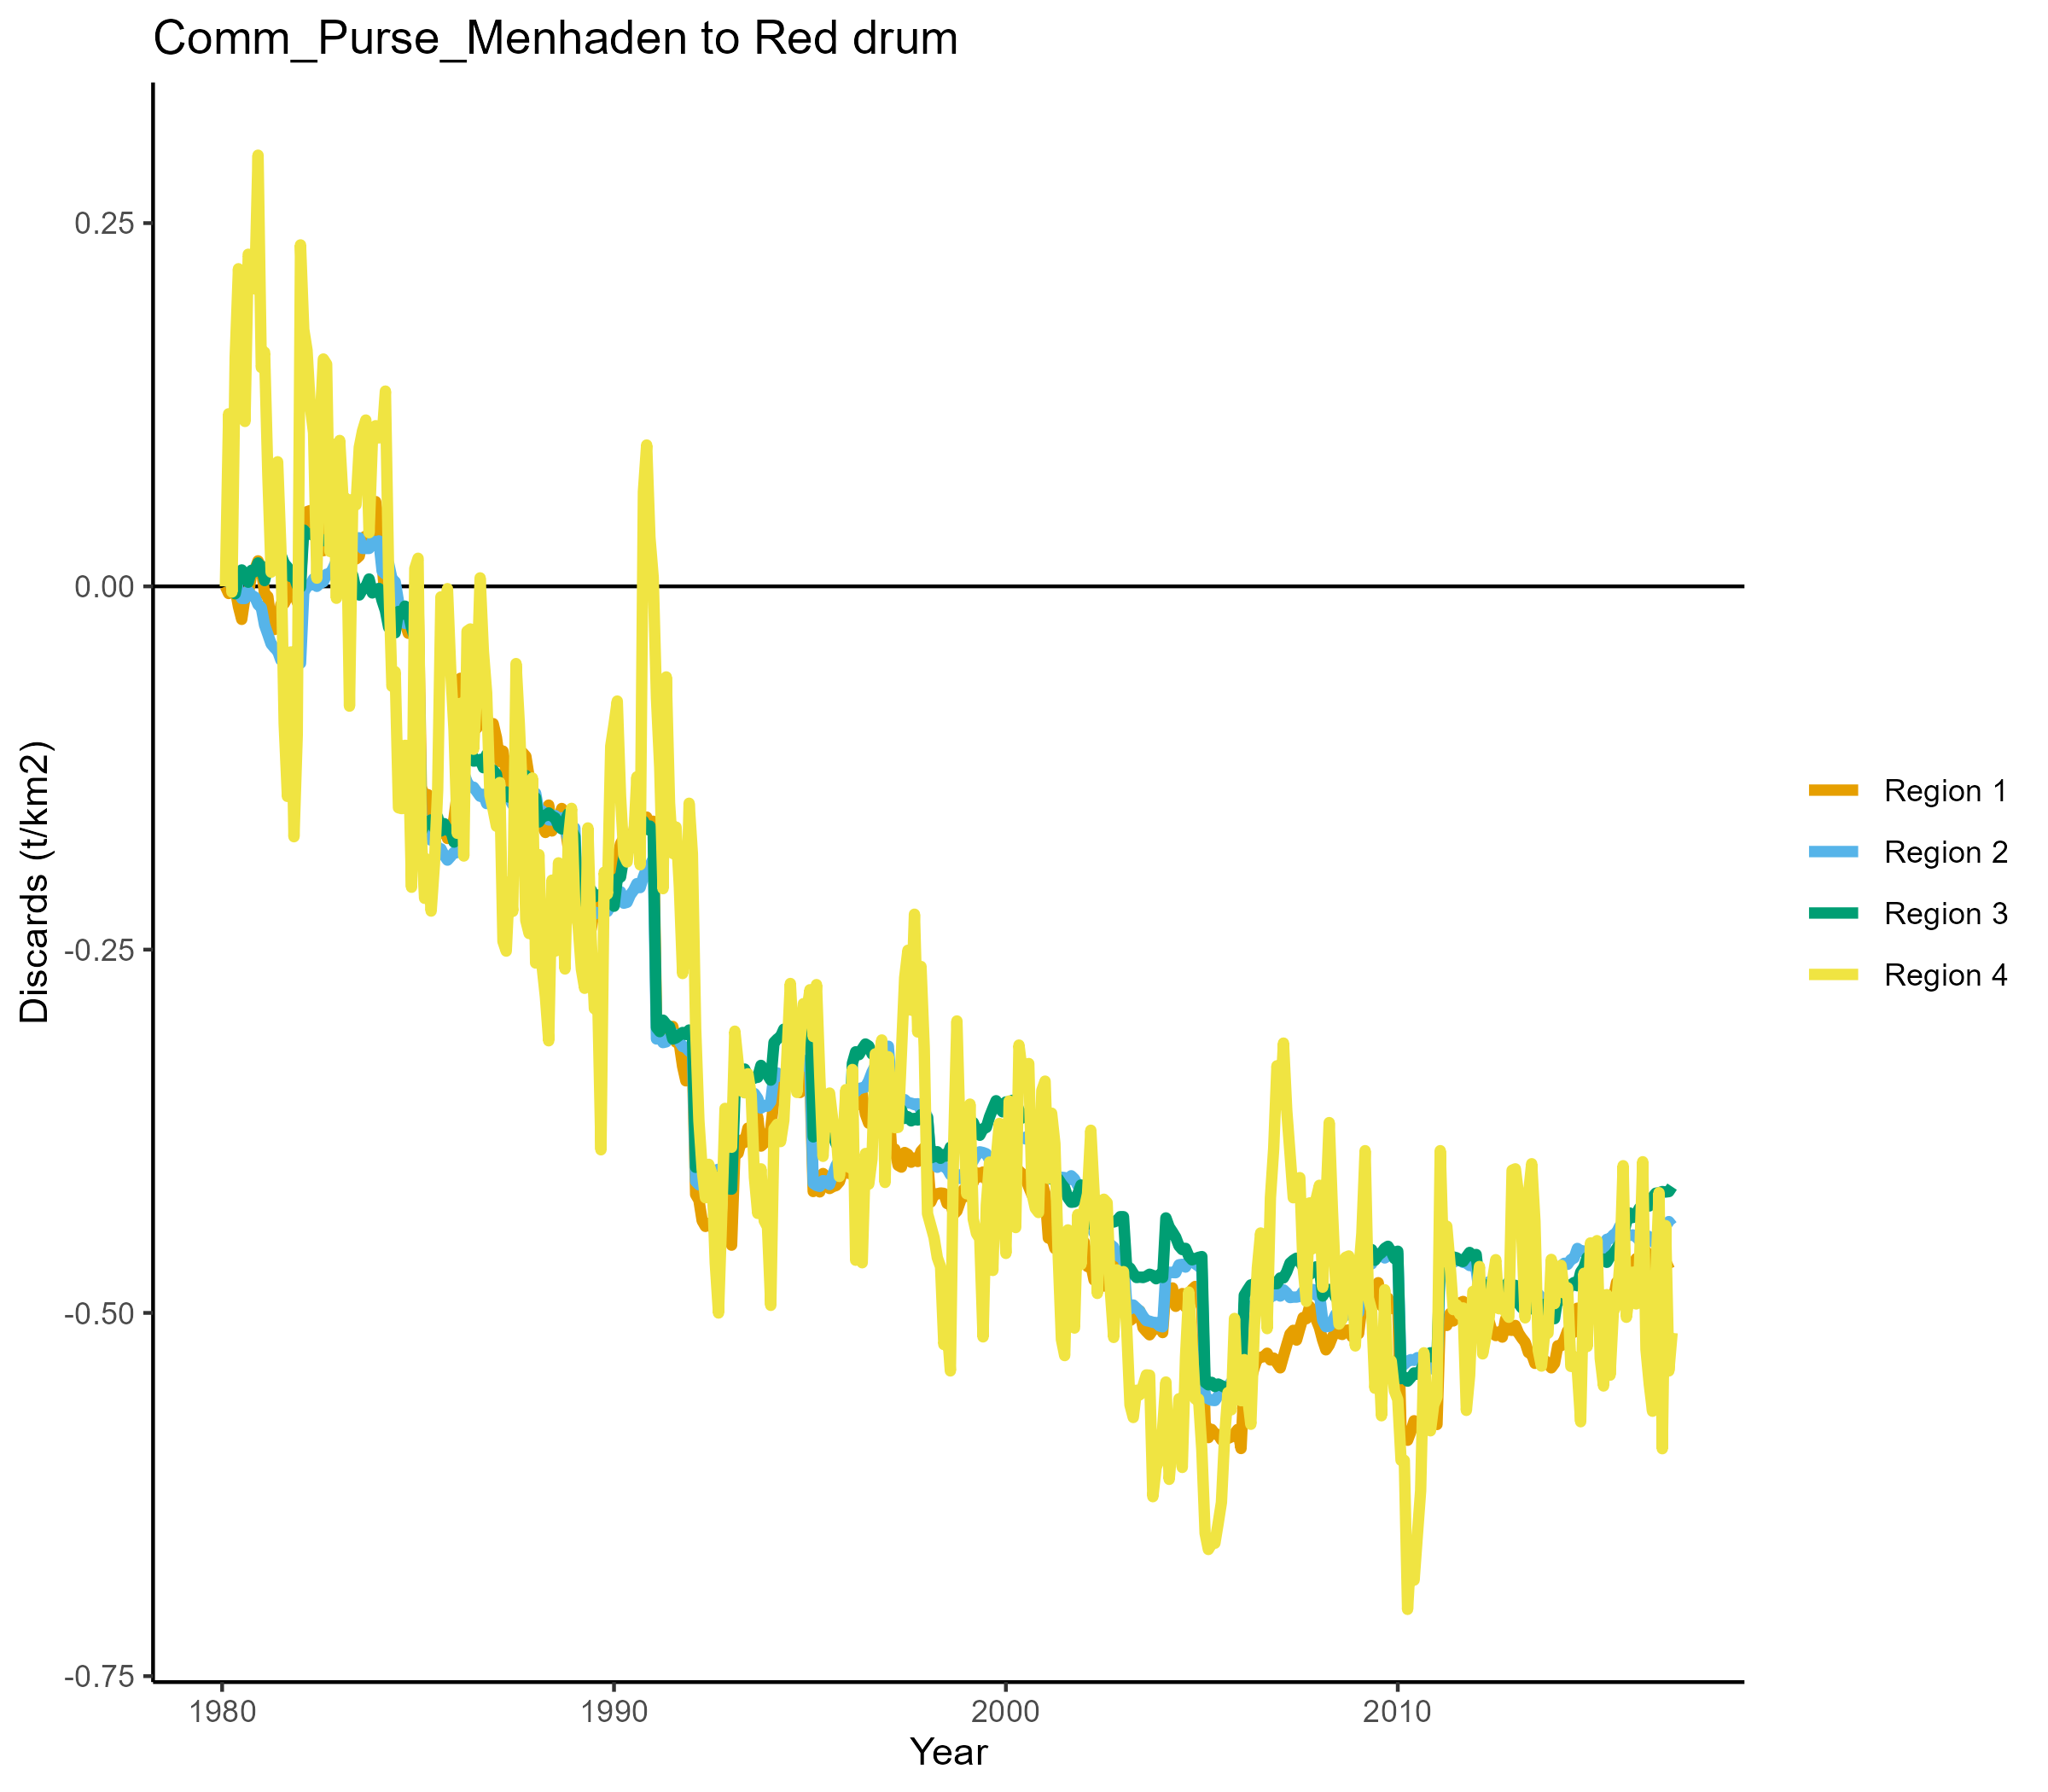 Comm_Purse_Menhaden to Red drum
Discards (t/km2)
0.25
0.00
-0.25
-0.50
-0.75
1980
1990
2000
2010
Year
Region 1
Region 2
Region 3
Region 4